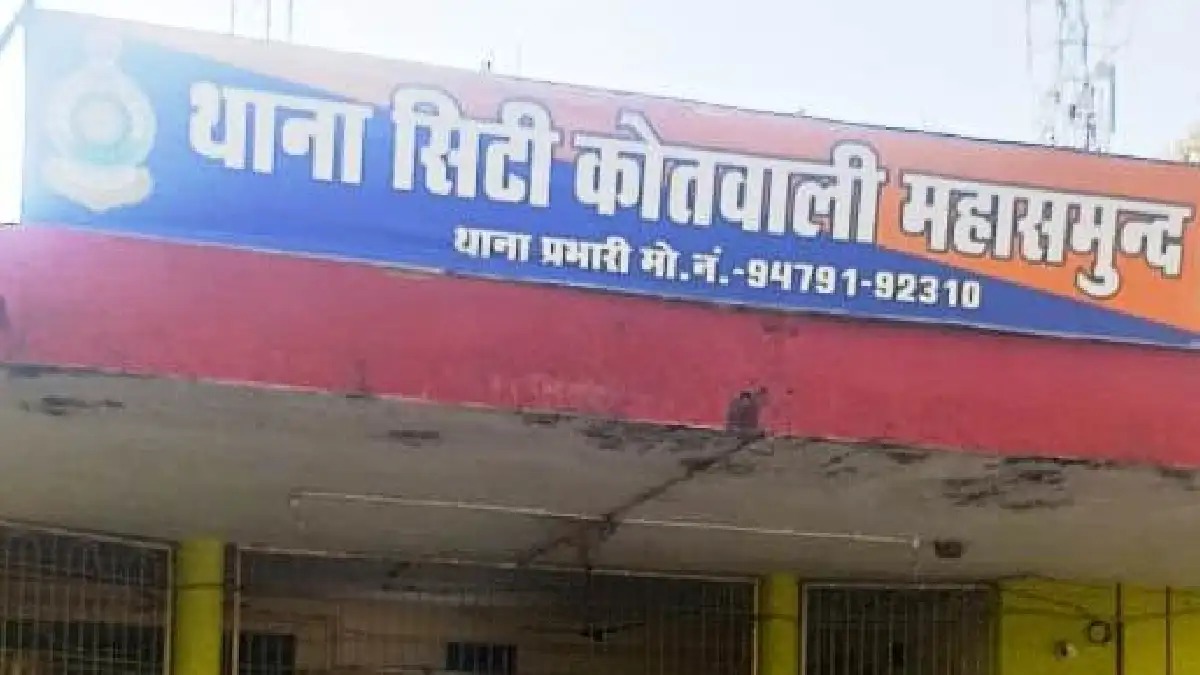 थाना सिटी कोतवाली महासमुन्द
थाना प्रभारी मो.नं.-94791-92310